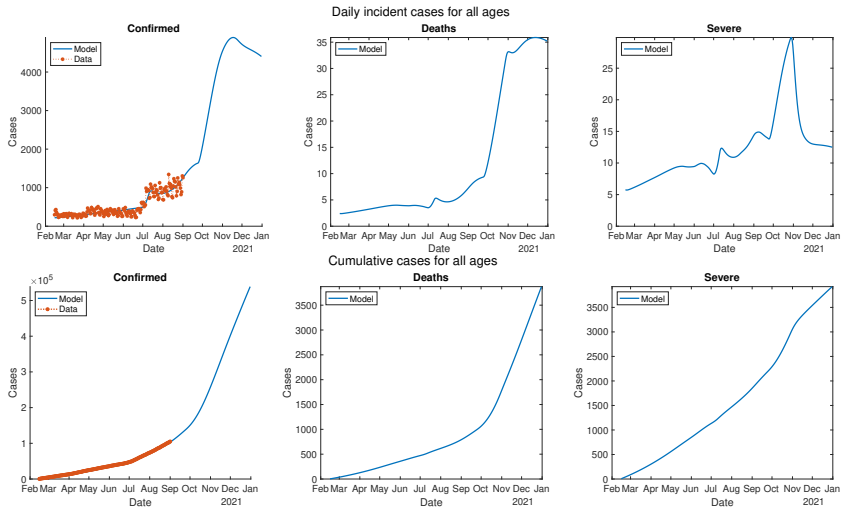 Daily incident cases for all ages
Confirmed
Model
Data
Cases
4000
3000
2000
1000
0
Feb Mar Apr May Jun Jul Aug Sep Oct Nov Dec Jan
Date
2021
Deaths
Model
Cases
35
30
25
20
15
10
5
0
Feb Mar Apr May Jun Jul Aug Sep Oct Nov Dec Jan
Date
2021
Severe
Model
Cases
25
20
15
10
5
0
Feb Mar Apr May Jun Jul Aug Sep Oct Nov Dec Jan
Date
2021
Cumulative cases for all ages
Confirmed
×10^5
Model
Data
Cases
5
4
3
2
1
0
Feb Mar Apr May Jun Jul Aug Sep Oct Nov Dec Jan
Date
2021
Deaths
Model
Cases
3500
3000
2500
2000
1500
1000
500
0
Feb Mar Apr May Jun Jul Aug Sep Oct Nov Dec Jan
Date
2021
Severe
Model
Cases
3500
3000
2500
2000
1500
1000
500
0
Feb Mar Apr May Jun Jul Aug Sep Oct Nov Dec Jan
Date
2021